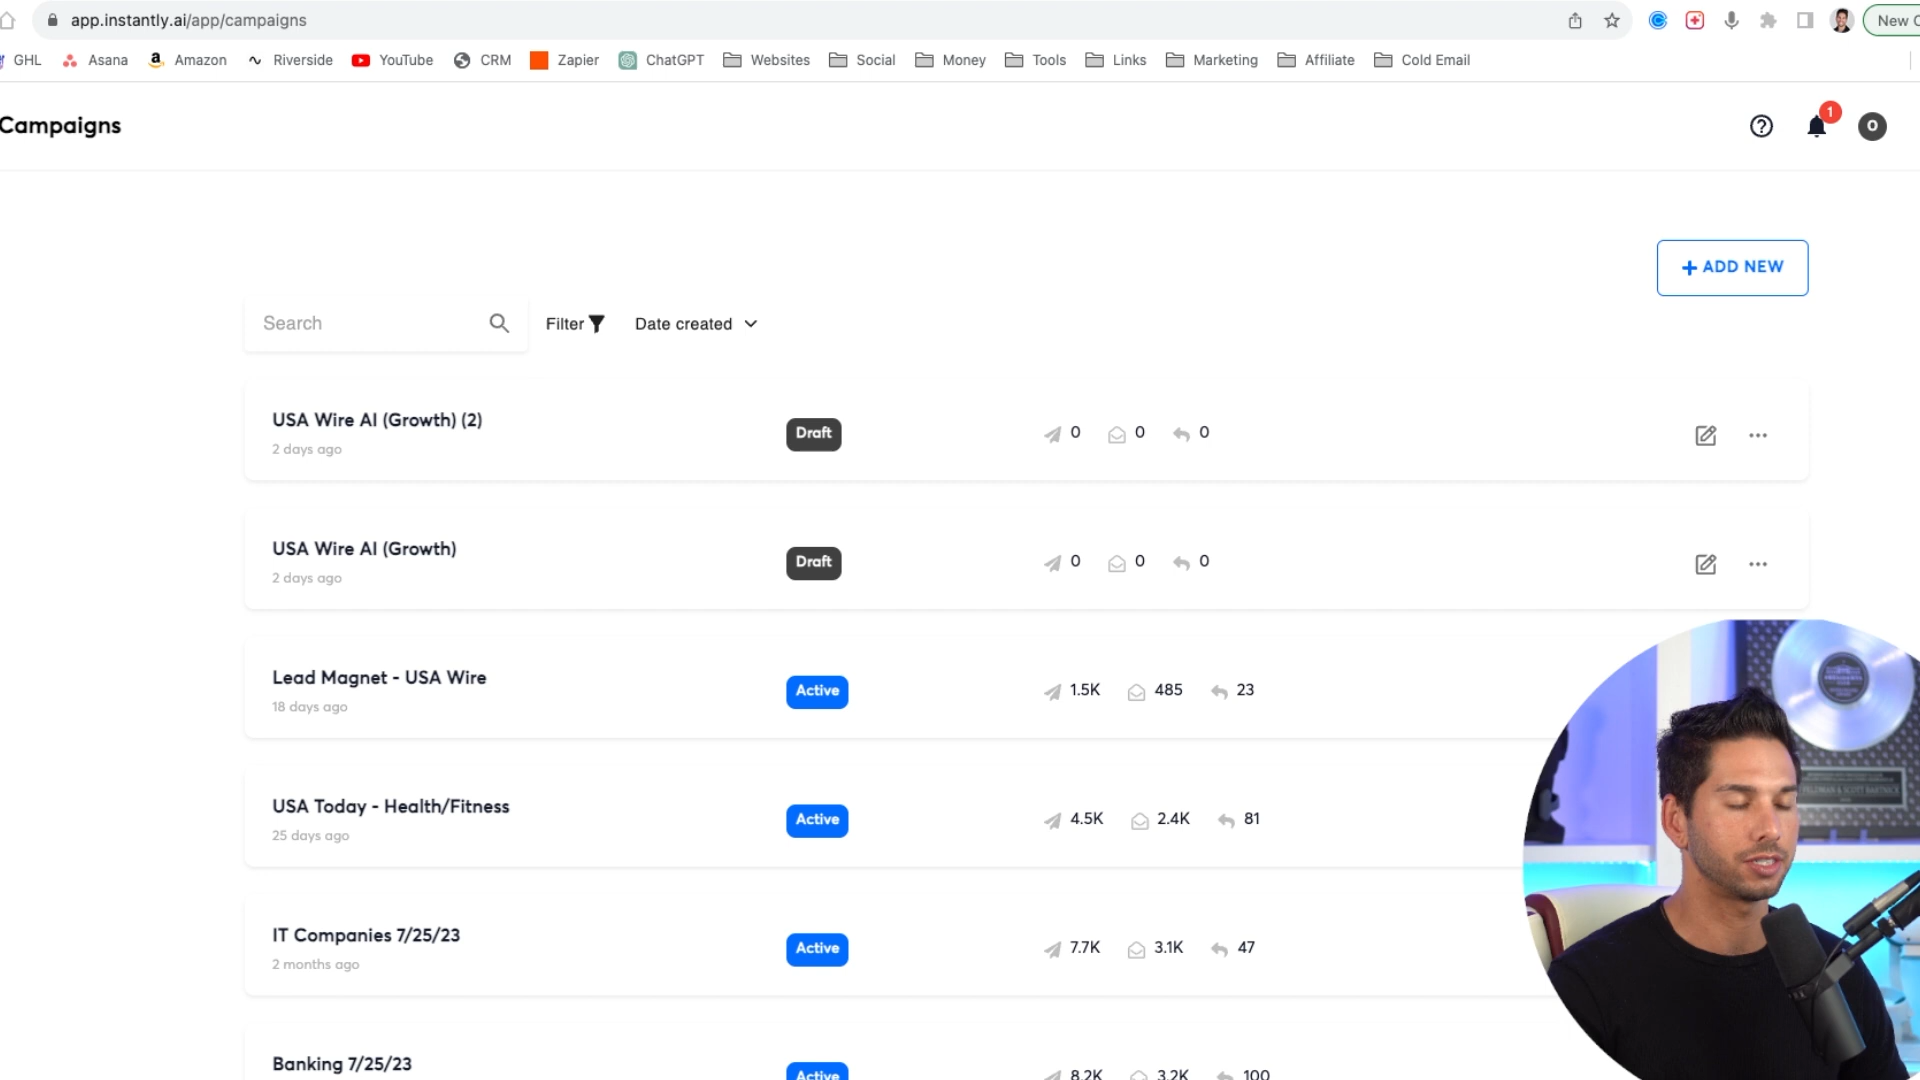 app.instantly.ai/app/campaigns
New C
GHL Asana Amazon Riverside YouTube CRM Zapier ChatGPT Websites Social Money Tools Links Marketing Affiliate Cold Email
Campaigns
1
O
+ ADD NEW
Search
Filter
Date created
USA Wire AI (Growth) (2)
2 days ago
Draft
0 0 0
USA Wire AI (Growth)
2 days ago
Draft
0 0 0
Lead Magnet - USA Wire
18 days ago
Active
1.5K 485 23
USA Today - Health/Fitness
25 days ago
Active
4.5K 2.4K 81
IT Companies 7/25/23
2 months ago
Active
7.7K 3.1K 47
Banking 7/25/23
Active
8.2K 3.2K 100
FELDMAN & SCOTT BARTNICK